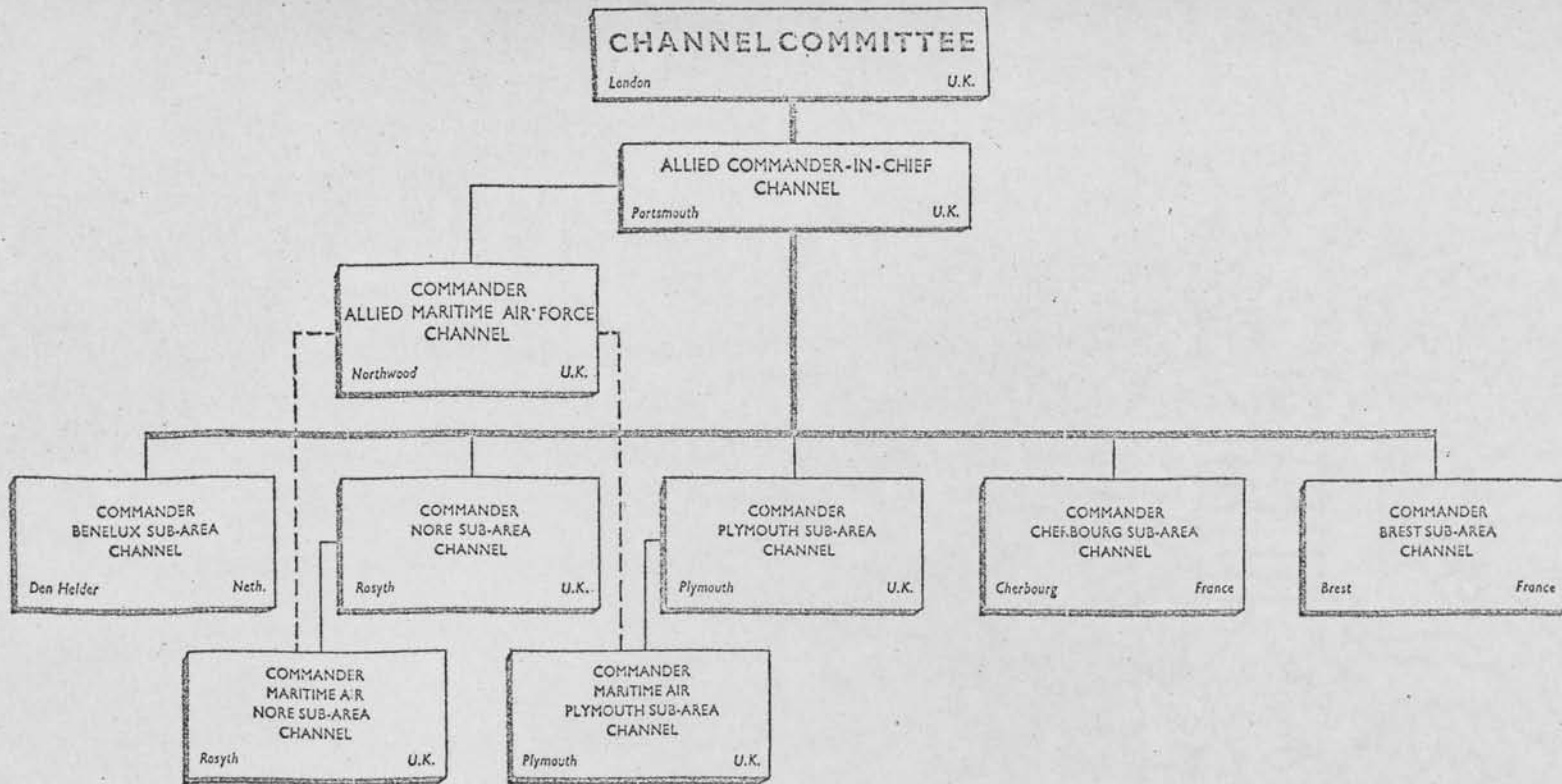 CHANNEL COMMITTEE
London U.K.
ALLIED COMMANDER-IN-CHIEF
CHANNEL
Portsmouth U.K.
COMMANDER
ALLIED MARITIME AIR FORCE
CHANNEL
Northwood U.K.
COMMANDER
BENELUX SUB-AREA
CHANNEL
Den Helder Neth.
COMMANDER
NORE SUB-AREA
CHANNEL
Rosyth U.K.
COMMANDER
PLYMOUTH SUB-AREA
CHANNEL
Plymouth U.K.
COMMANDER
CHERBOURG SUB-AREA
CHANNEL
Cherbourg France
COMMANDER
BREST SUB-AREA
CHANNEL
Brest France
COMMANDER
MARITIME AIR
NORE SUB-AREA
CHANNEL
Rosyth U.K.
COMMANDER
MARITIME AIR
PLYMOUTH SUB-AREA
CHANNEL
Plymouth U.K.